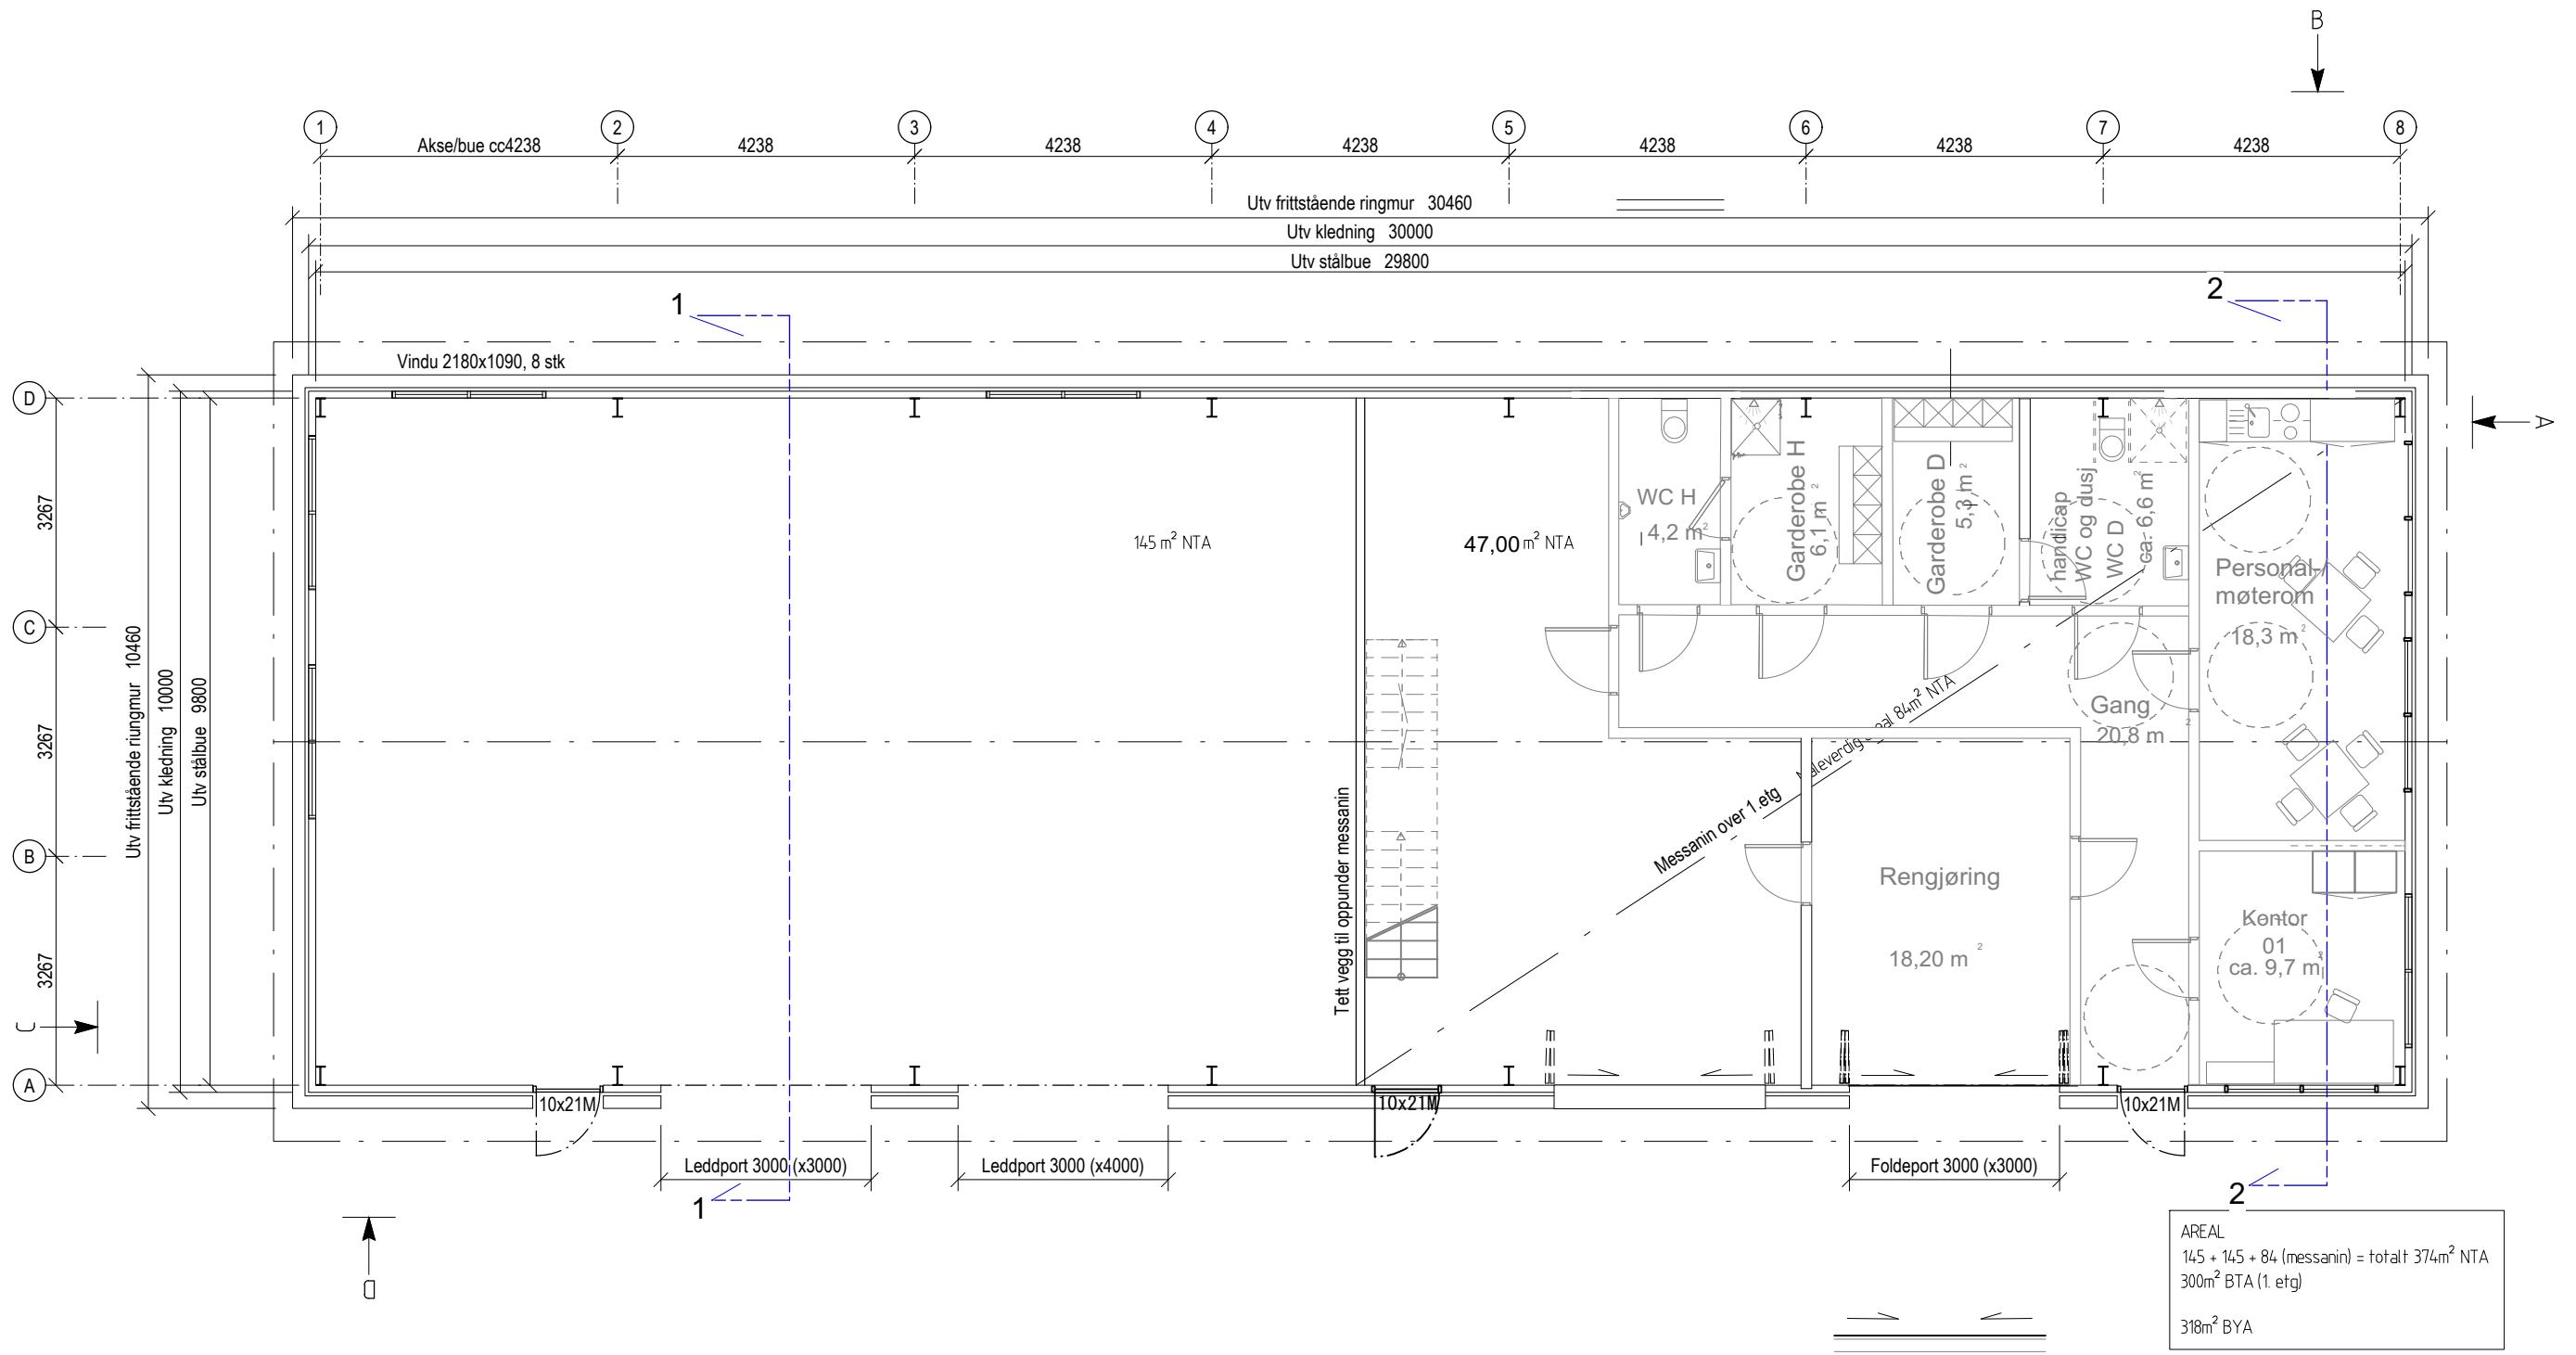 B
1
2
3
4
5
6
7
8
Akse/bue cc4238
4238
4238
4238
4238
4238
4238
Utv frittstående ringmur 30460
Utv kledning 30000
Utv stålbue 29800
1
2
Vindu 2180x1090, 8 stk
D
C
B
A
3267
3267
3267
Utv frittstående riungmur 10460
Utv kledning 10000
Utv stålbue 9800
A
C
145 m² NTA
47,00 m² NTA
WC H
4,2 m²
Garderobe H
6,1 m²
Garderobe D
5,3 m²
handicap
WC og dusj
WC D
ca. 6,6 m²
Personal-/
møterom
18,3 m²
Gang
20,8 m²
Messanin over 1.etg
84m² NTA
Tett vegg til oppunder messanin
Rengjøring
18,20 m²
Kontor
01
ca. 9,7 m²
10x21M
10x21M
10x21M
Leddport 3000 (x3000)
Leddport 3000 (x4000)
Foldeport 3000 (x3000)
1
2
D
AREAL
145 + 145 + 84 (messanin) = totalt 374m² NTA
300m² BTA (1. etg)
318m² BYA